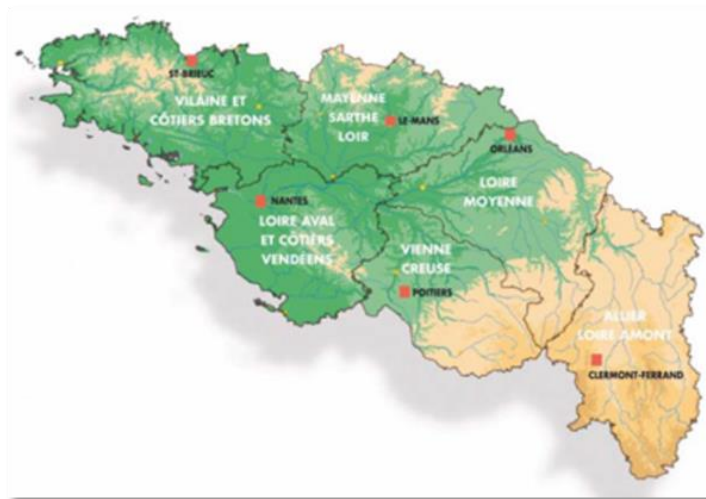 ST-BRIEUC
VILAINE ET
CÔTIERS BRETONS
MAYENNE
SARTHE
LOIR
LE-MANS
ORLÉANS
LOIRE
MOYENNE
NANTES
LOIRE AVAL
ET CÔTIERS
VENDÉENS
VIENNE
CREUSE
POITIERS
ALLIER
LOIRE AMONT
CLERMONT-FERRAND